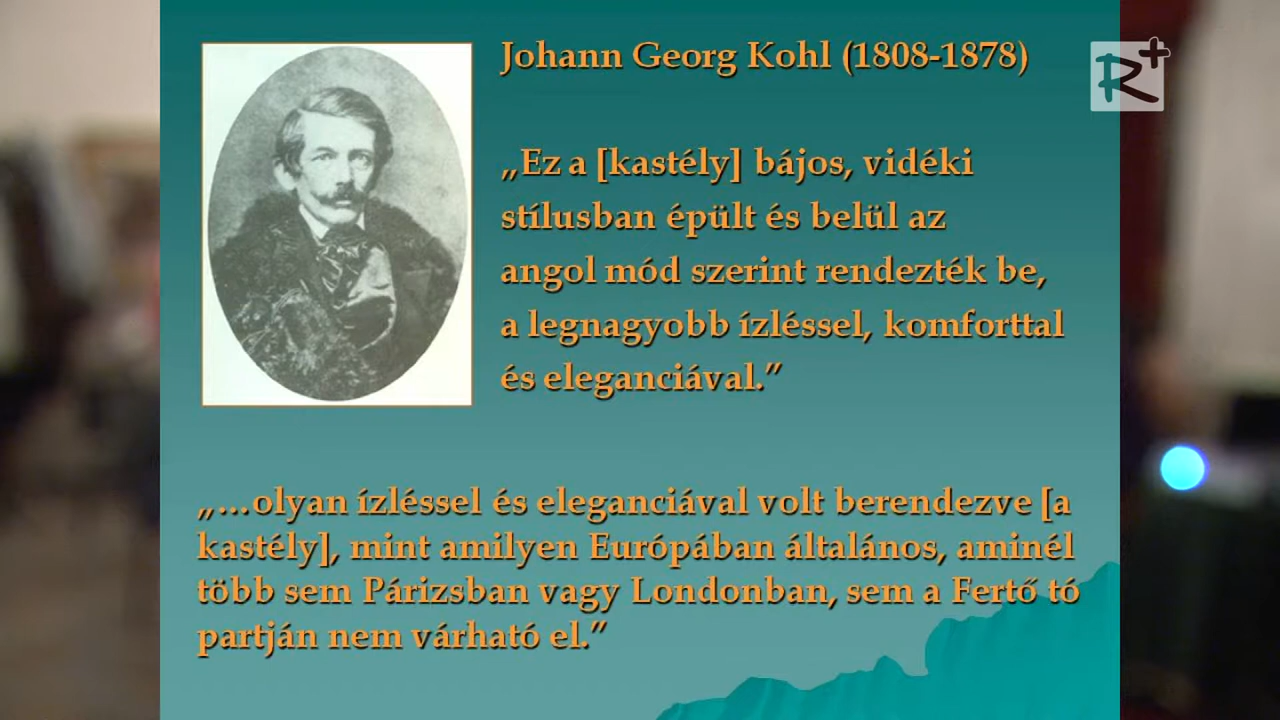 Johann Georg Kohl (1808-1878)
R+
„Ez a [kastély] bájos, vidéki
stílusban épült és belül az
angol mód szerint rendezték be,
a legnagyobb ízléssel, komforttal
és eleganciával.”
„…olyan ízléssel és eleganciával volt berendezve [a
kastély], mint amilyen Európában általános, aminél
több sem Párizsban vagy Londonban, sem a Fertő tó
partján nem várható el.”